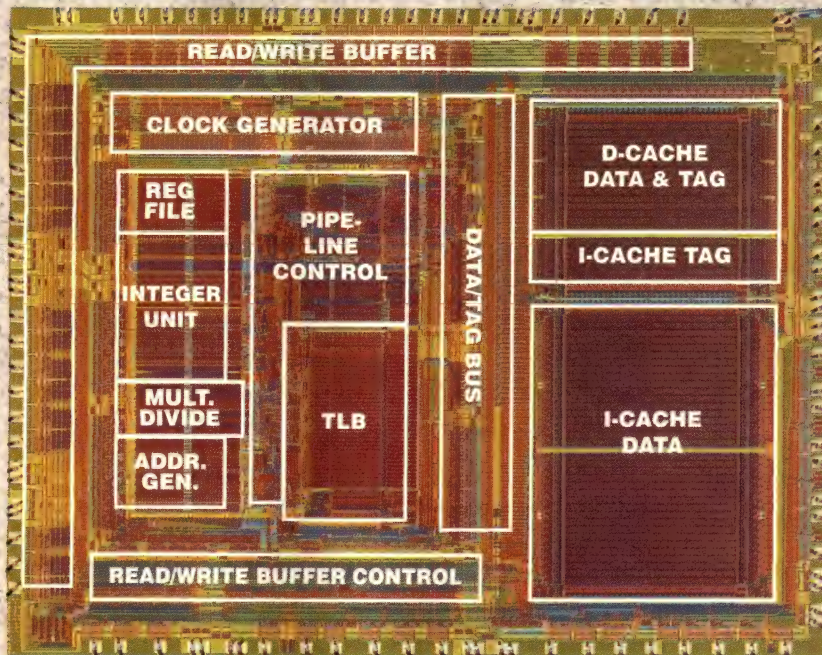 READ/WRITE BUFFER
CLOCK GENERATOR
REG
FILE
INTEGER
UNIT
MULT.
DIVIDE
ADDR.
GEN.
PIPE-
LINE
CONTROL
TLB
DATA/TAG BUS
D-CACHE
DATA & TAG
I-CACHE TAG
I-CACHE
DATA
READ/WRITE BUFFER CONTROL